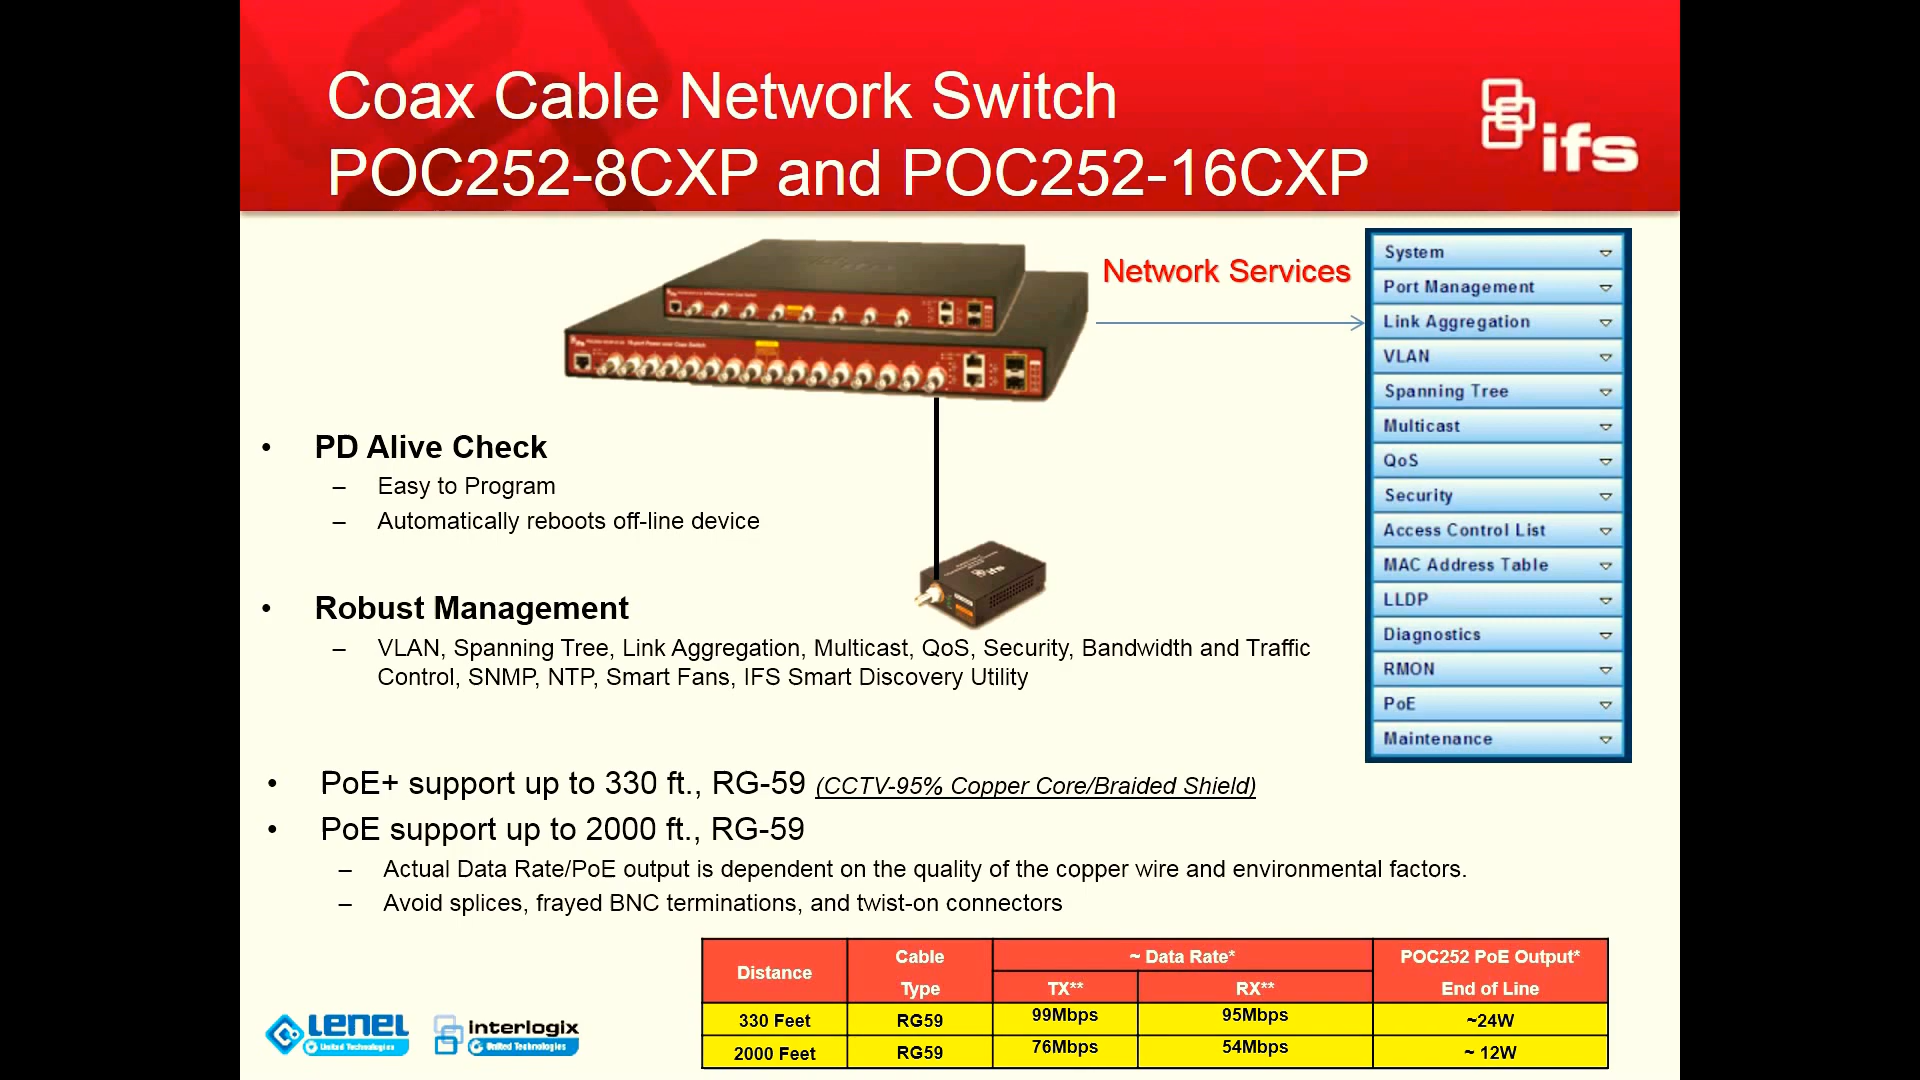 Coax Cable Network Switch
POC252-8CXP and POC252-16CXP
ifs
Network Services
System
Port Management
Link Aggregation
VLAN
Spanning Tree
Multicast
QoS
Security
Access Control List
MAC Address Table
LLDP
Diagnostics
RMON
PoE
Maintenance
ifs
ifs
• PD Alive Check
– Easy to Program
– Automatically reboots off-line device
• Robust Management
– VLAN, Spanning Tree, Link Aggregation, Multicast, QoS, Security, Bandwidth and Traffic
Control, SNMP, NTP, Smart Fans, IFS Smart Discovery Utility
• PoE+ support up to 330 ft., RG-59 (CCTV-95% Copper Core/Braided Shield)
• PoE support up to 2000 ft., RG-59
– Actual Data Rate/PoE output is dependent on the quality of the copper wire and environmental factors.
– Avoid splices, frayed BNC terminations, and twist-on connectors
Distance Cable Type ~ Data Rate* POC252 PoE Output* End of Line
TX** RX**
330 Feet RG59 99Mbps 95Mbps ~24W
2000 Feet RG59 76Mbps 54Mbps ~ 12W
LENEL
United Technologies
interlogix
United Technologies